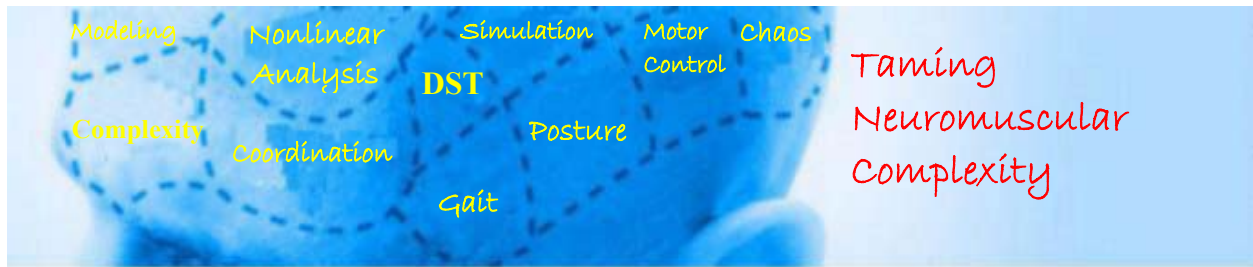 Modeling
Nonlinear
Analysis
Simulation
Motor
Control
Chaos
DST
Complexity
Coordination
Posture
Gait
Taming
Neuromuscular
Complexity